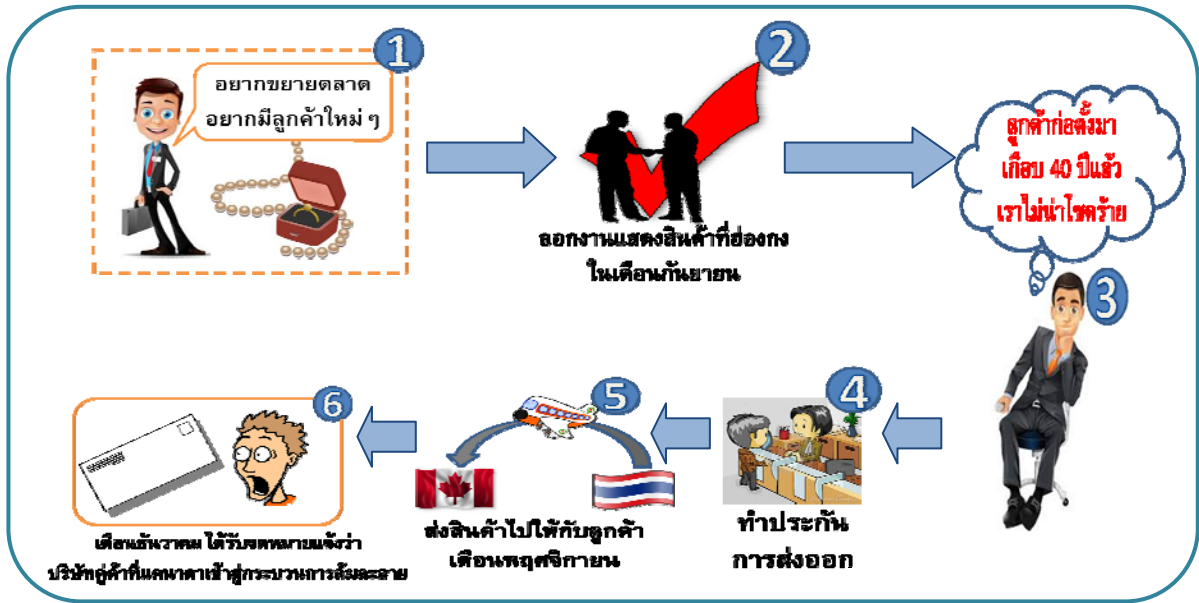 1
อยากขยายตลาด
อยากมีลูกค้าใหม่ ๆ
2
ออกงานแสดงสินค้าที่ฮ่องกง
ในเดือนกันยายน
ลูกค้าก่อตั้งมา
เกือบ 40 ปีแล้ว
เราไม่น่าโชคร้าย
3
4
ทำประกัน
การส่งออก
5
ส่งสินค้าไปให้กับลูกค้า
เดือนพฤศจิกายน
6
เดือนธันวาคม ได้รับจดหมายแจ้งว่า
บริษัทคู่ค้าที่แคนาดาเข้าสู่กระบวนการล้มละลาย